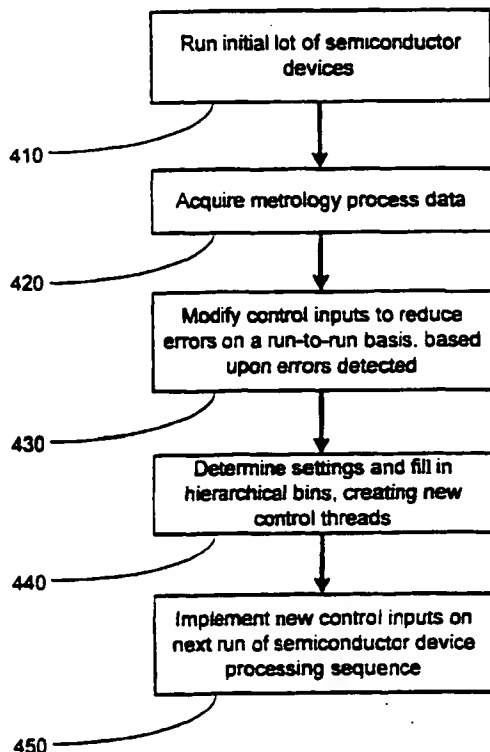 Run initial lot of semiconductor
devices
410
Acquire metrology process data
420
Modify control inputs to reduce
errors on a run-to-run basis. based
upon errors detected
430
Determine settings and fill in
hierarchical bins, creating new
control threads
440
Implement new control inputs on
next run of semiconductor device
processing sequence
450